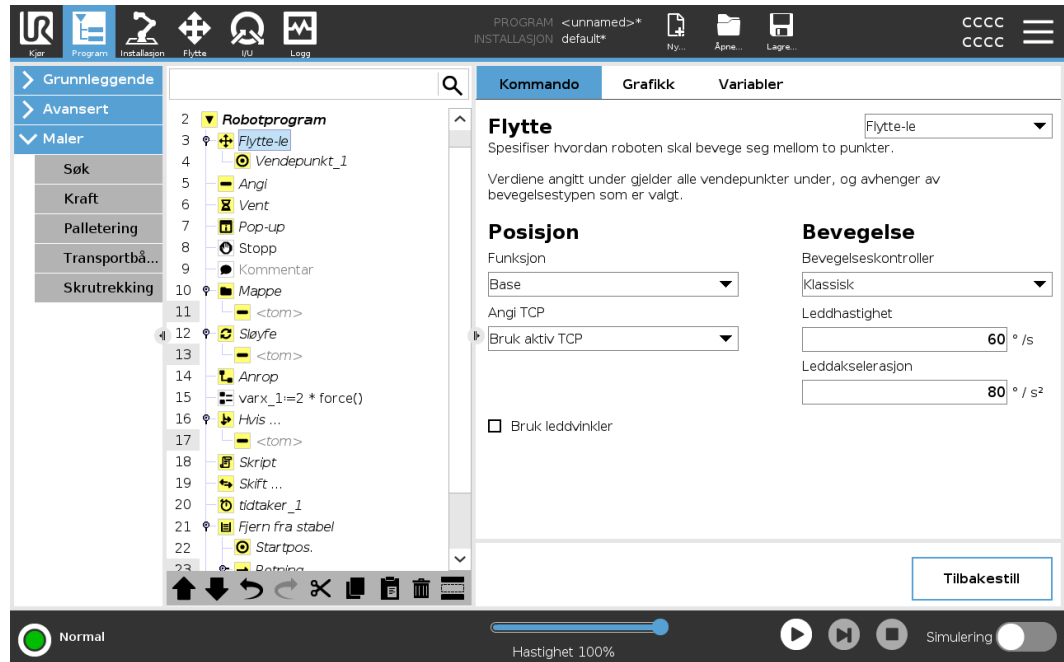 UR
Kjør
Program
Installasjon
Flytte
I/U
Logg
PROGRAM <unnamed>*
INSTALLASJON default*
Ny...
Åpne...
Lagre...
CCCC
CCCC
Grunnleggende
Avansert
Maler
Søk
Kraft
Palletering
Transportbå...
Skrutrekking
2 Robotprogram
3 Flytte-le
4 Vendepunkt_1
5 Angi
6 Vent
7 Pop-up
8 Stopp
9 Kommentar
10 Mappe
11 <tom>
12 Sløyfe
13 <tom>
14 Anrop
15 varx_1:=2 * force()
16 Hvis ...
17 <tom>
18 Skript
19 Skift ...
20 tidtaker_1
21 Fjern fra stabel
22 Startpos.
23 Retning
Kommando
Grafikk
Variabler
Flytte
Flytte-le
Spesifiser hvordan roboten skal bevege seg mellom to punkter.
Verdiene angitt under gjelder alle vendepunkter under, og avhenger av
bevegelsestypen som er valgt.
Posisjon
Funksjon
Base
Angi TCP
Bruk aktiv TCP
Bruk leddvinkler
Bevegelse
Bevegelseskontroller
Klassisk
Leddhastighet
60 ° /s
Leddakselerasjon
80 ° / s²
Tilbakestill
Normal
Hastighet 100%
Simulering